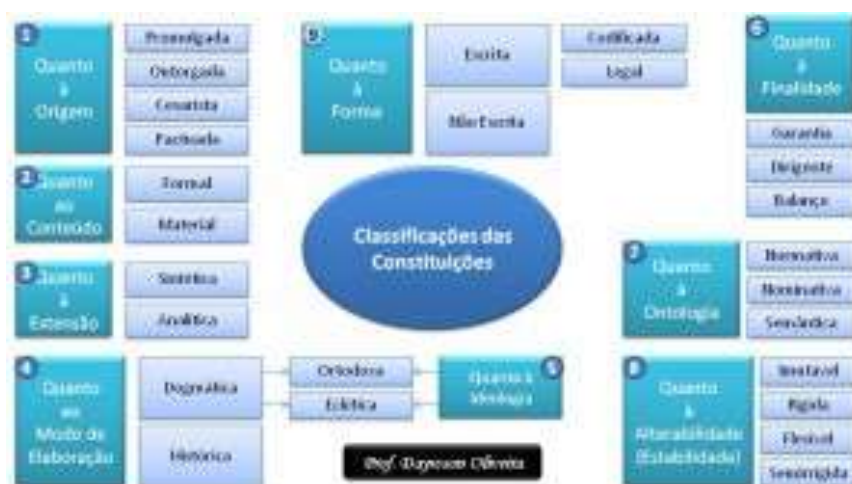 1
Quanto
à
Origem
Promulgada
Outorgada
Cesarista
Pactuada
2
Quanto
ao
Conteúdo
Formal
Material
3
Quanto
à
Extensão
Sintética
Analítica
4
Quanto
ao
Modo de
Elaboração
Dogmática
Histórica
Ortodoxa
Eclética
5
Quanto à
Ideologia
9
Quanto
à
Forma
Escrita
Não Escrita
Codificada
Legal
Classificações das
Constituições
6
Quanto
à
Finalidade
Garantia
Dirigente
Balanço
7
Quanto
à
Ontologia
Normativa
Nominativa
Semântica
8
Quanto
à
Alterabilidade
(Estabilidade)
Imutável
Rígida
Flexível
Semirrígida
Prof. Dayvson Oliveira